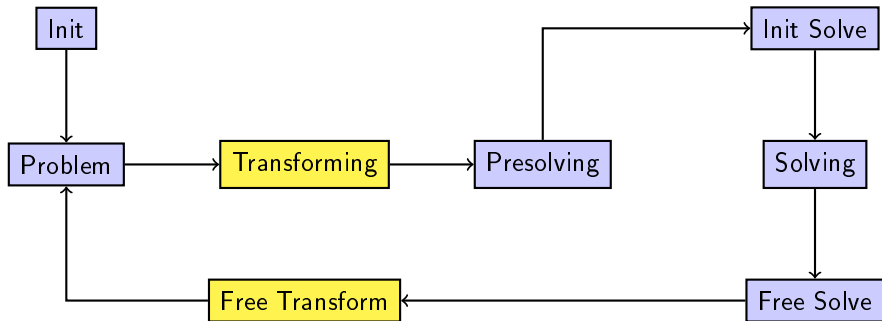 Init
Init Solve
Problem
Transforming
Presolving
Solving
Free Transform
Free Solve